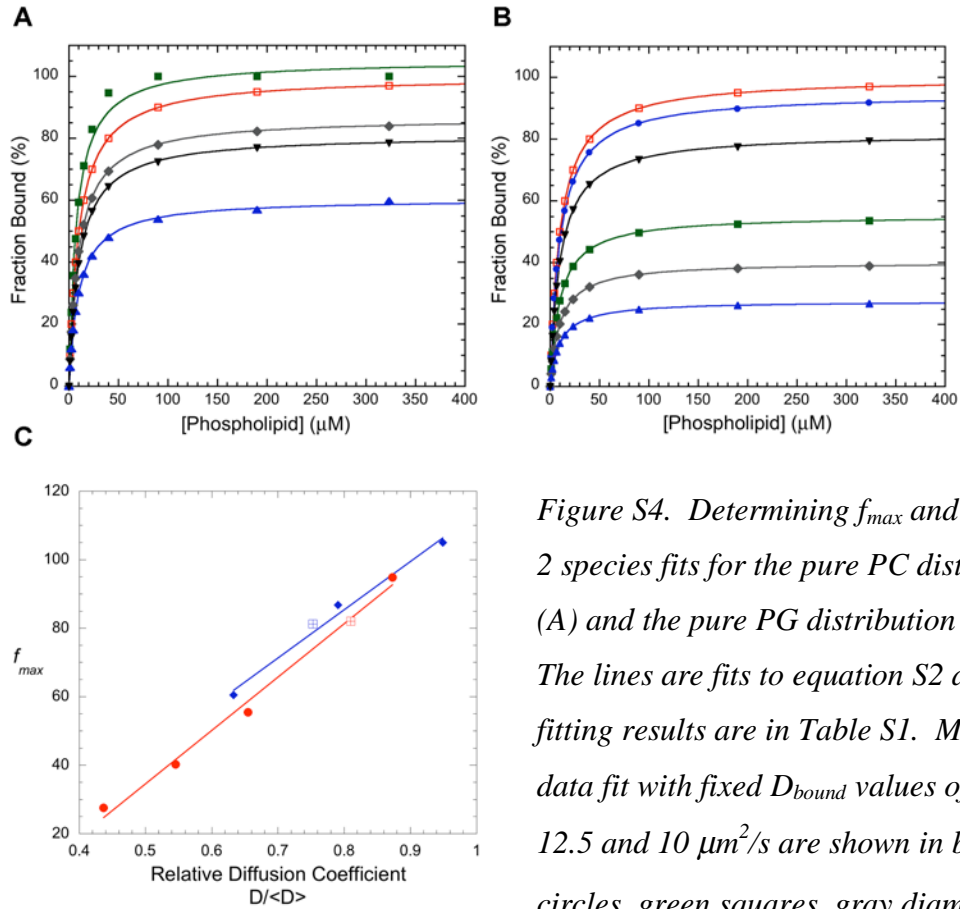 A
B
100
80
60
40
20
0
Fraction Bound (%)
0 50 100 150 200 250 300 350 400
[Phospholipid] (µM)
100
80
60
40
20
0
Fraction Bound (%)
0 50 100 150 200 250 300 350 400
[Phospholipid] (µM)
C
120
100
80
60
40
20
f max
0.4 0.5 0.6 0.7 0.8 0.9 1
Relative Diffusion Coefficient
D/<D>
Figure S4. Determining fmax and
2 species fits for the pure PC dist
(A) and the pure PG distribution
The lines are fits to equation S2 a
fitting results are in Table S1. M
data fit with fixed Dbound values o
12.5 and 10 µm2/s are shown in b
circles, green squares, gray diam